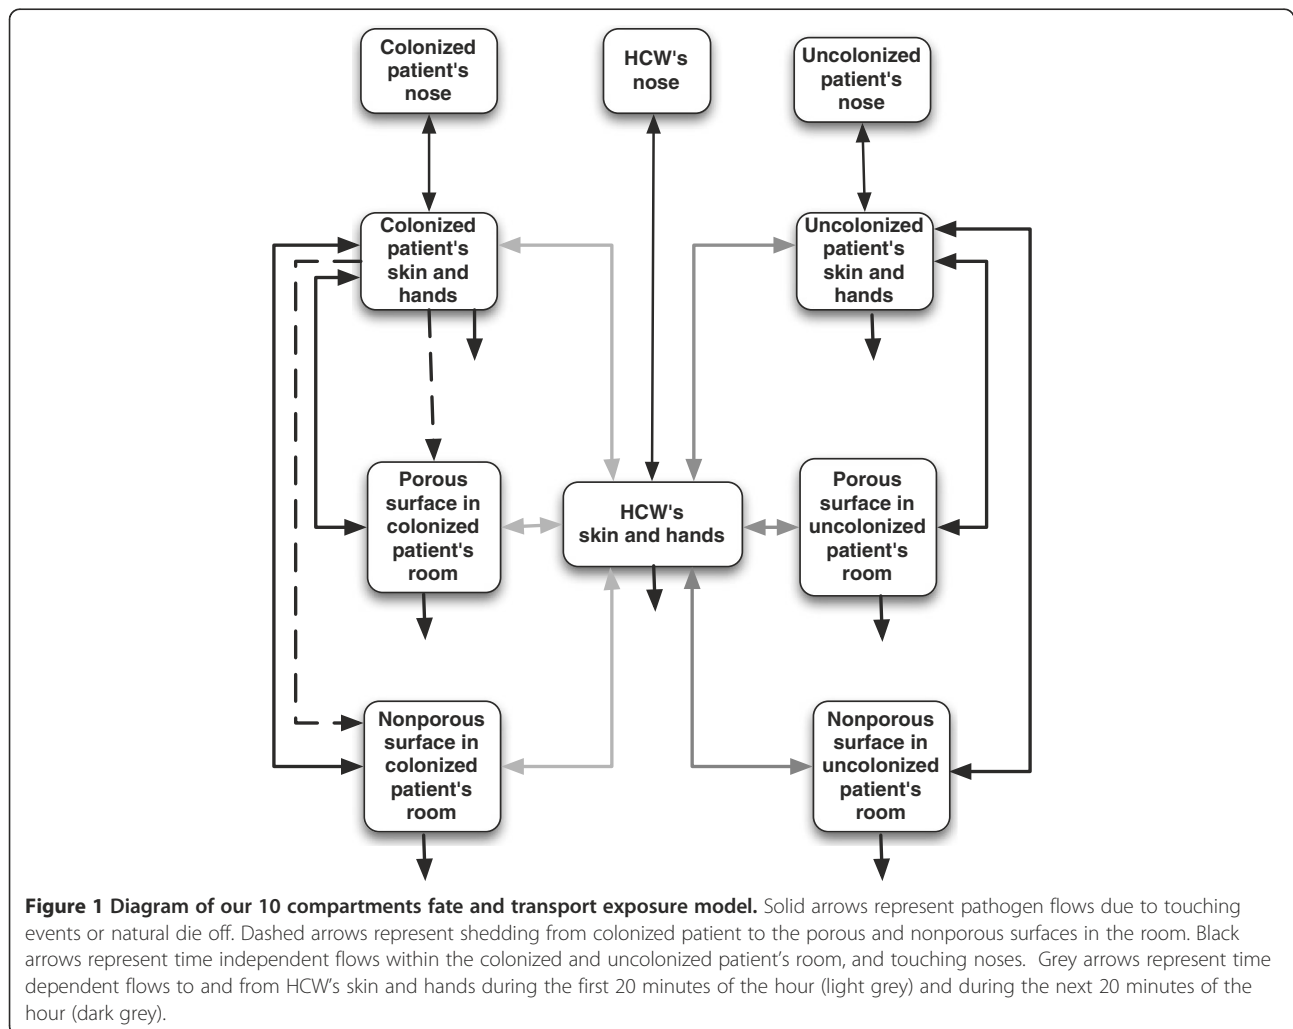 Colonized
patient's
nose
HCW's
nose
Uncolonized
patient's
nose
Colonized
patient's
skin and
hands
Uncolonized
patient's
skin and
hands
Porous
surface in
colonized
patient's
room
HCW's
skin and hands
Porous
surface in
uncolonized
patient's
room
Nonporous
surface in
colonized
patient's
room
Nonporous
surface in
uncolonized
patient's
room
Figure 1 Diagram of our 10 compartments fate and transport exposure model. Solid arrows represent pathogen flows due to touching
events or natural die off. Dashed arrows represent shedding from colonized patient to the porous and nonporous surfaces in the room. Black
arrows represent time independent flows within the colonized and uncolonized patient's room, and touching noses. Grey arrows represent time
dependent flows to and from HCW's skin and hands during the first 20 minutes of the hour (light grey) and during the next 20 minutes of the
hour (dark grey).